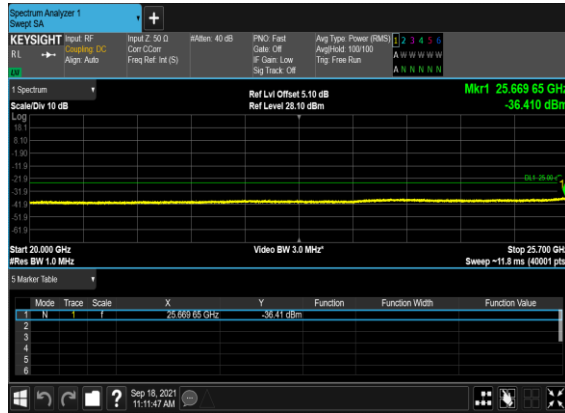 Spectrum Analyzer 1
Swept SA
+
KEYSIGHT Input: RF Input Z: 50 Ω #Atten: 40 dB PNO: Fast Avg Type: Power (RMS) 1 2 3 4 5 6
RL Coupling: DC Corr CCorr Gate: Off Avg|Hold: 100/100 A W W W W W
Align: Auto Freq Ref: Int (S) IF Gain: Low Trig: Free Run
LW Sig Track: Off A N N N N N
1 Spectrum Ref Lvl Offset 5.10 dB Mkr1 25.669 65 GHz
Scale/Div 10 dB Ref Level 28.10 dBm -36.410 dBm
Log
18.1
8.10
-1.90
-11.9
-21.9 DL1 -25.00
-31.9
-41.9
-51.9
-61.9
Start 20.000 GHz Video BW 3.0 MHz* Stop 25.700 GHz
#Res BW 1.0 MHz Sweep ~11.8 ms (40001 pts
5 Marker Table
Mode Trace Scale X Y Function Function Width Function Value
1 N 1 f 25.669 65 GHz -36.41 dBm
2
3
4
5
6
? Sep 18, 2021
11:11:47 AM